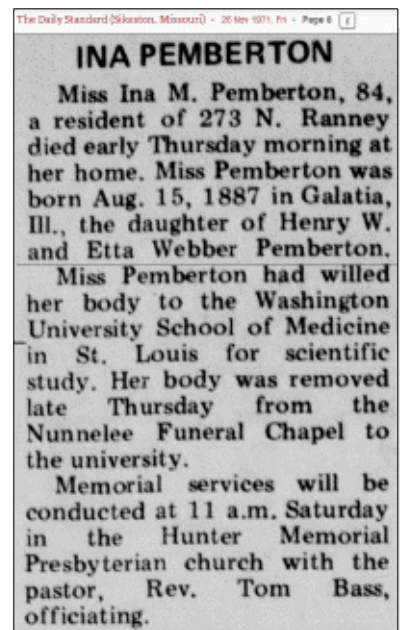 The Daily Standard (Sikeston, Missouri) - 26 Nov 1971, Fri - Page 6
INA PEMBERTON
Miss Ina M. Pemberton, 84,
a resident of 273 N. Ranney
died early Thursday morning at
her home. Miss Pemberton was
born Aug. 15, 1887 in Galatia,
Ill., the daughter of Henry W.
and Etta Webber Pemberton.
Miss Pemberton had willed
her body to the Washington
University School of Medicine
in St. Louis for scientific
study. Her body was removed
late Thursday from the
Nunnelee Funeral Chapel to
the university.
Memorial services will be
conducted at 11 a.m. Saturday
in the Hunter Memorial
Presbyterian church with the
pastor, Rev. Tom Bass,
officiating.